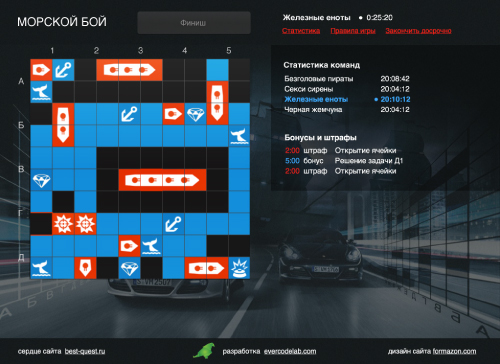 МОРСКОЙ БОЙ
Финиш
Железные еноты 0:25:20
Статистика Правила игры Закончить досрочно
1 2 3 4 5
А
Б
В
Г
Д
Статистика команд
Безголовые пираты 20:08:42
Секси сирены 20:04:12
Железные еноты 20:10:12
Черная жемчуна 20:04:12
Бонусы и штрафы
2:00 штраф Открытие ячейки
5:00 бонус Решение задачи Д1
2:00 штраф Открытие ячейки
сердце сайта best-quest.ru
разработка evercodelab.com
дизайн сайта formazon.com